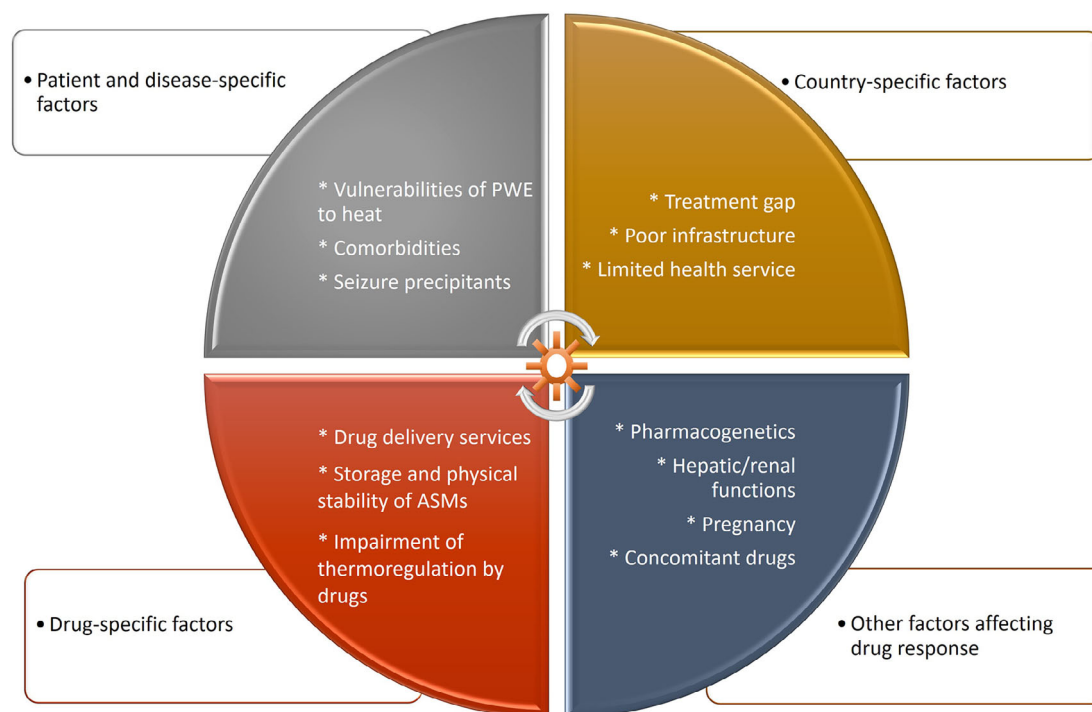 • Patient and disease-specific
factors
* Vulnerabilities of PWE
to heat
* Comorbidities
* Seizure precipitants
• Country-specific factors
* Treatment gap
* Poor infrastructure
* Limited health service
* Drug delivery services
* Storage and physical
stability of ASMs
* Impairment of
thermoregulation by
drugs
• Drug-specific factors
* Pharmacogenetics
* Hepatic/renal
functions
* Pregnancy
* Concomitant drugs
• Other factors affecting
drug response